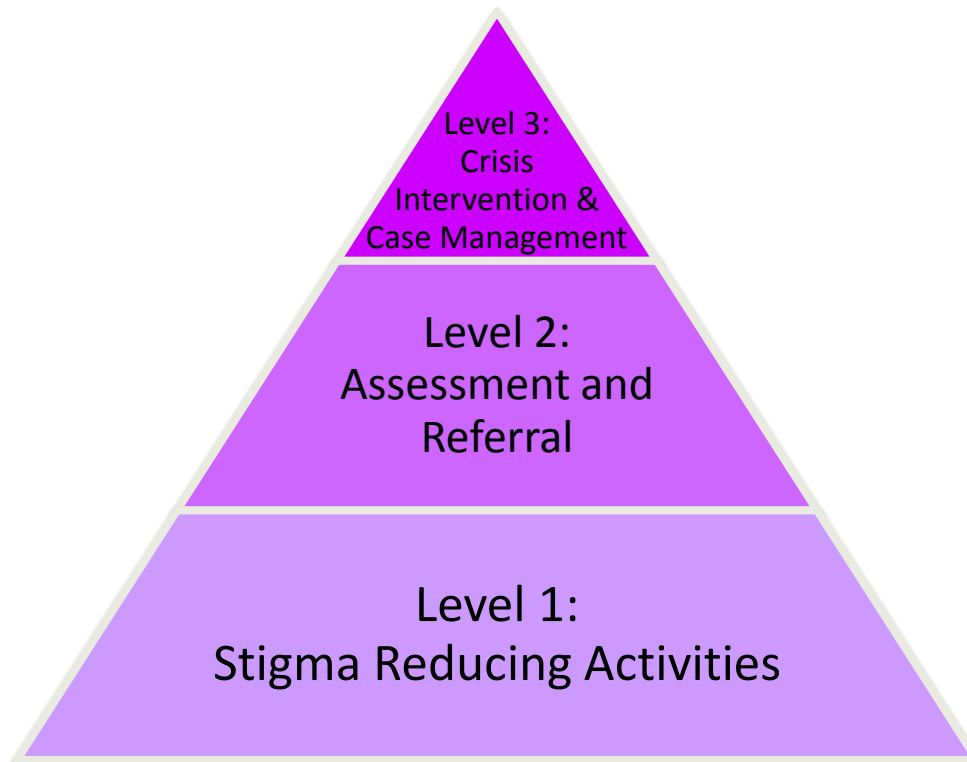 Level 3:
Crisis
Intervention &
Case Management
Level 2:
Assessment and
Referral
Level 1:
Stigma Reducing Activities